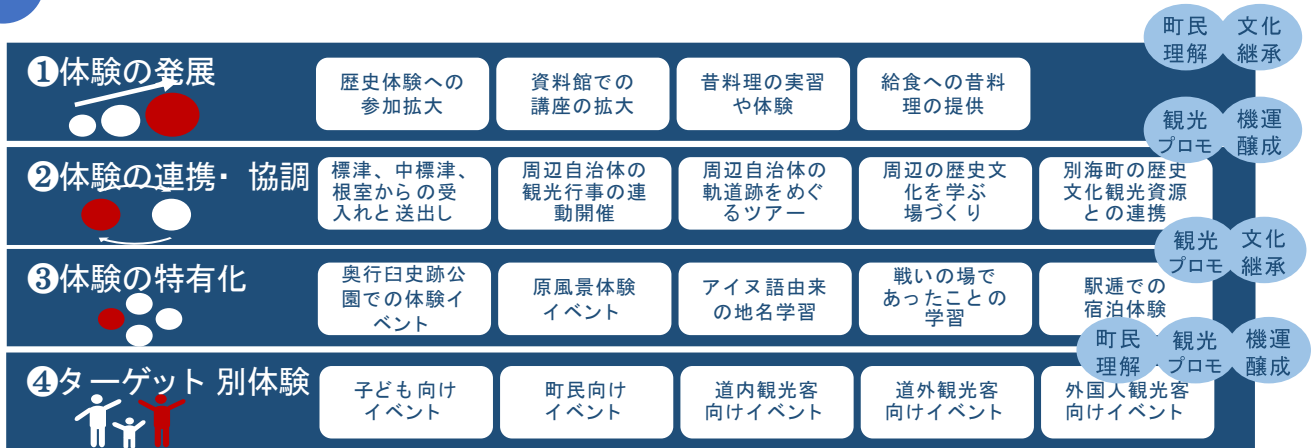 町民
理解
文化
継承
❶体験の発展
歴史体験への
参加拡大
資料館での
講座の拡大
昔料理の実習
や体験
給食への昔料
理の提供
観光
プロモ
機運
醸成
❷体験の連携・協調
標津、中標津、
根室からの受
入れと送出し
周辺自治体の
観光行事の連
動開催
周辺自治体の
軌道跡をめぐ
るツアー
周辺の歴史文
化を学ぶ
場づくり
別海町の歴史
文化観光資源
との連携
観光
プロモ
文化
継承
❸体験の特有化
奥行臼史跡公
園での体験イ
ベント
原風景体験
イベント
アイヌ語由来
の地名学習
戦いの場で
あったことの
学習
駅逓での
宿泊体験
町民
理解
観光
プロモ
機運
醸成
❹ターゲット別体験
子ども向け
イベント
町民向け
イベント
道内観光客
向けイベント
道外観光客
向けイベント
外国人観光客
向けイベント